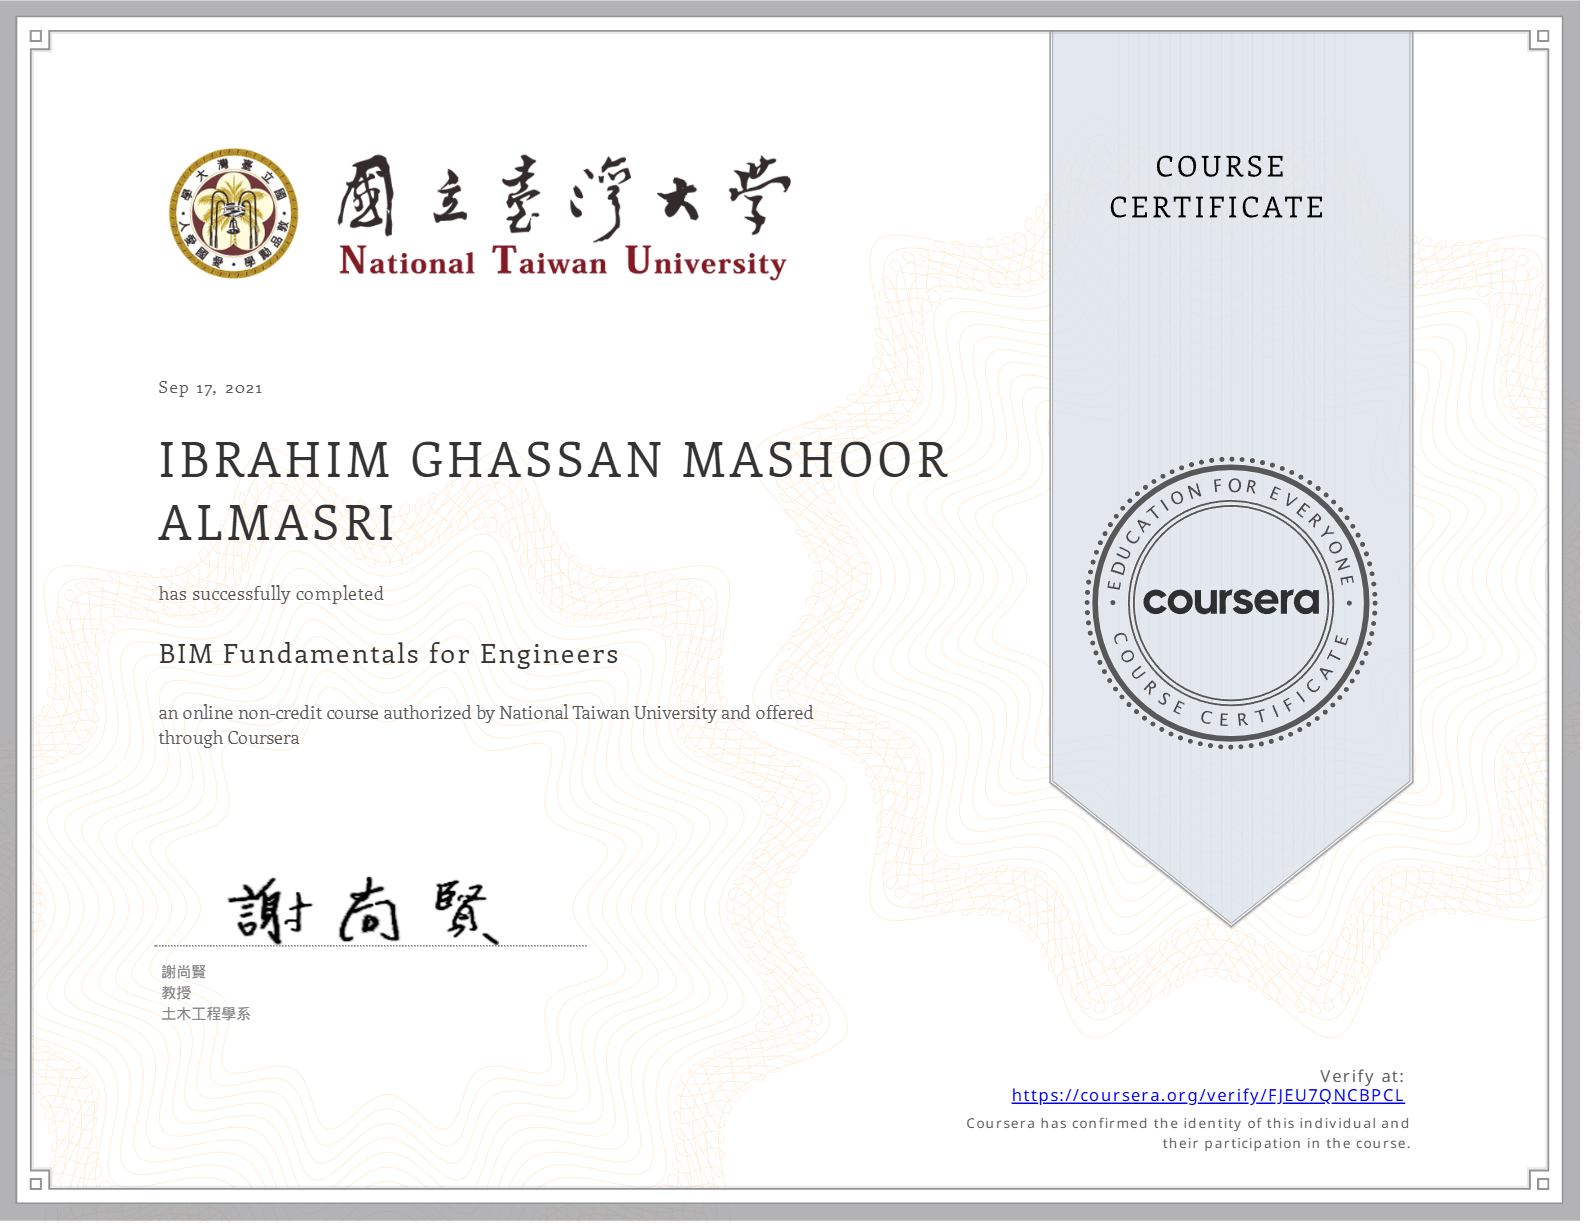 國立臺灣大學
National Taiwan University
COURSE
CERTIFICATE
Sep 17, 2021
IBRAHIM GHASSAN MASHOOR
ALMASRI
has successfully completed
BIM Fundamentals for Engineers
an online non-credit course authorized by National Taiwan University and offered
through Coursera
EDUCATION FOR EVERYONE
coursera
COURSE CERTIFICATE
謝尚賢
謝尚賢
教授
土木工程學系
Verify at:
https://coursera.org/verify/FJEU7QNCBPCL
Coursera has confirmed the identity of this individual and
their participation in the course.